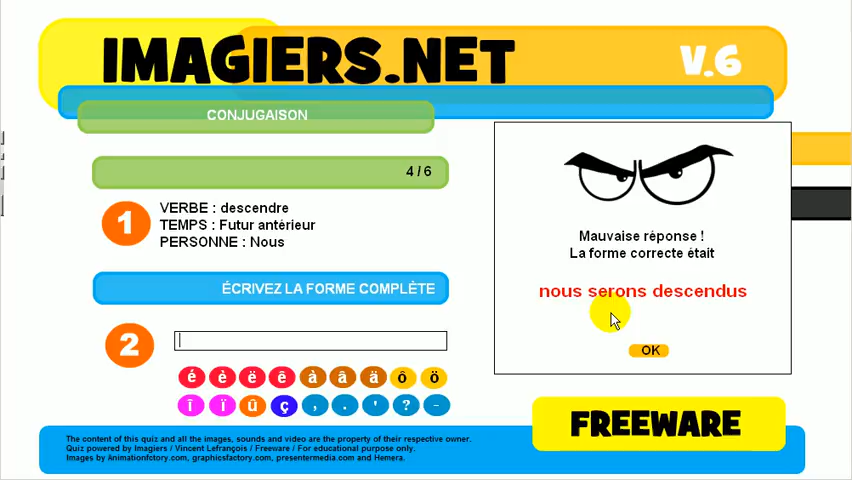 IMAGIERS.NET
V.6
CONJUGAISON
4 / 6
1
VERBE : descendre
TEMPS : Futur antérieur
PERSONNE : Nous
Mauvaise réponse !
La forme correcte était
nous serons descendus
OK
ÉCRIVEZ LA FORME COMPLÈTE
2
é è ë ê à â ä ô ö
î ï û ç , . ' ? -
FREEWARE
The content of this quiz and all the images, sounds and video are the property of their respective owner.
Quiz powered by Imagiers / Vincent Lefrançois / Freeware / For educational purpose only.
Images by Animationfctory.com, graphicsfactory.com, presentermedia.com and Hemera.